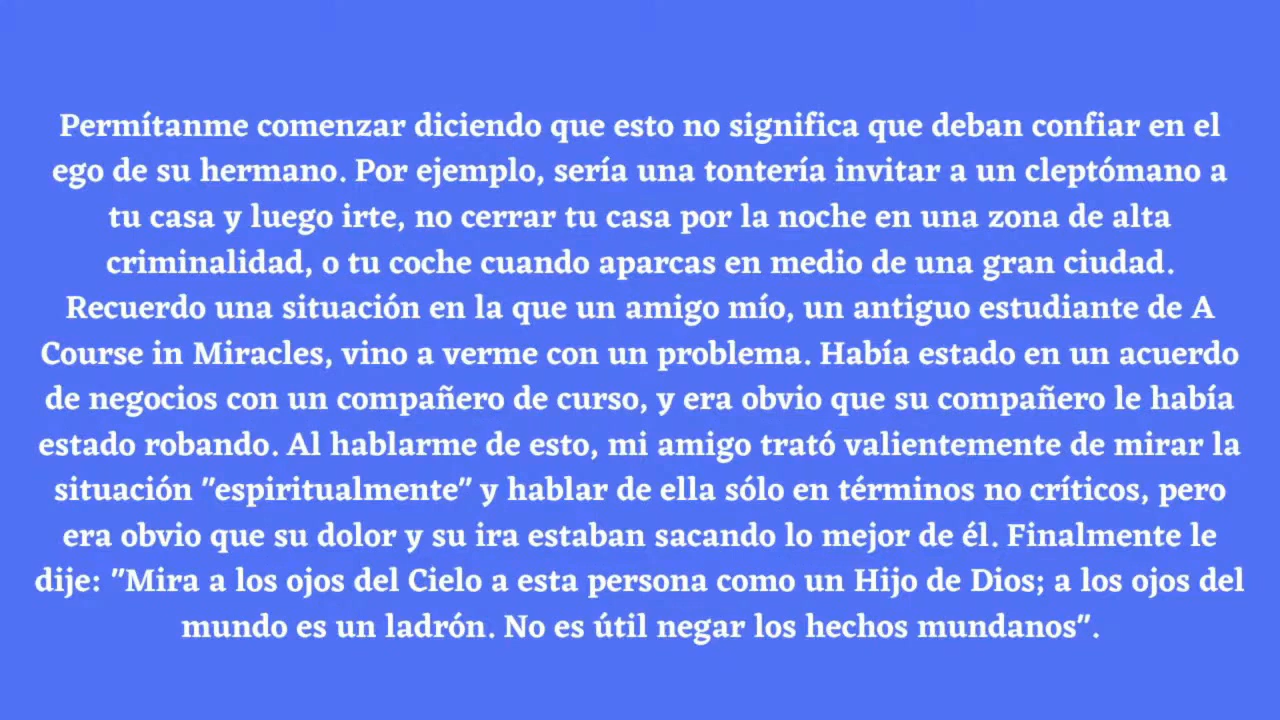 Permítanme comenzar diciendo que esto no significa que deban confiar en el
ego de su hermano. Por ejemplo, sería una tontería invitar a un cleptómano a
tu casa y luego irte, no cerrar tu casa por la noche en una zona de alta
criminalidad, o tu coche cuando aparcas en medio de una gran ciudad.
Recuerdo una situación en la que un amigo mío, un antiguo estudiante de A
Course in Miracles, vino a verme con un problema. Había estado en un acuerdo
de negocios con un compañero de curso, y era obvio que su compañero le había
estado robando. Al hablarme de esto, mi amigo trató valientemente de mirar la
situación "espiritualmente" y hablar de ella sólo en términos no críticos, pero
era obvio que su dolor y su ira estaban sacando lo mejor de él. Finalmente le
dije: "Mira a los ojos del Cielo a esta persona como un Hijo de Dios; a los ojos del
mundo es un ladrón. No es útil negar los hechos mundanos".